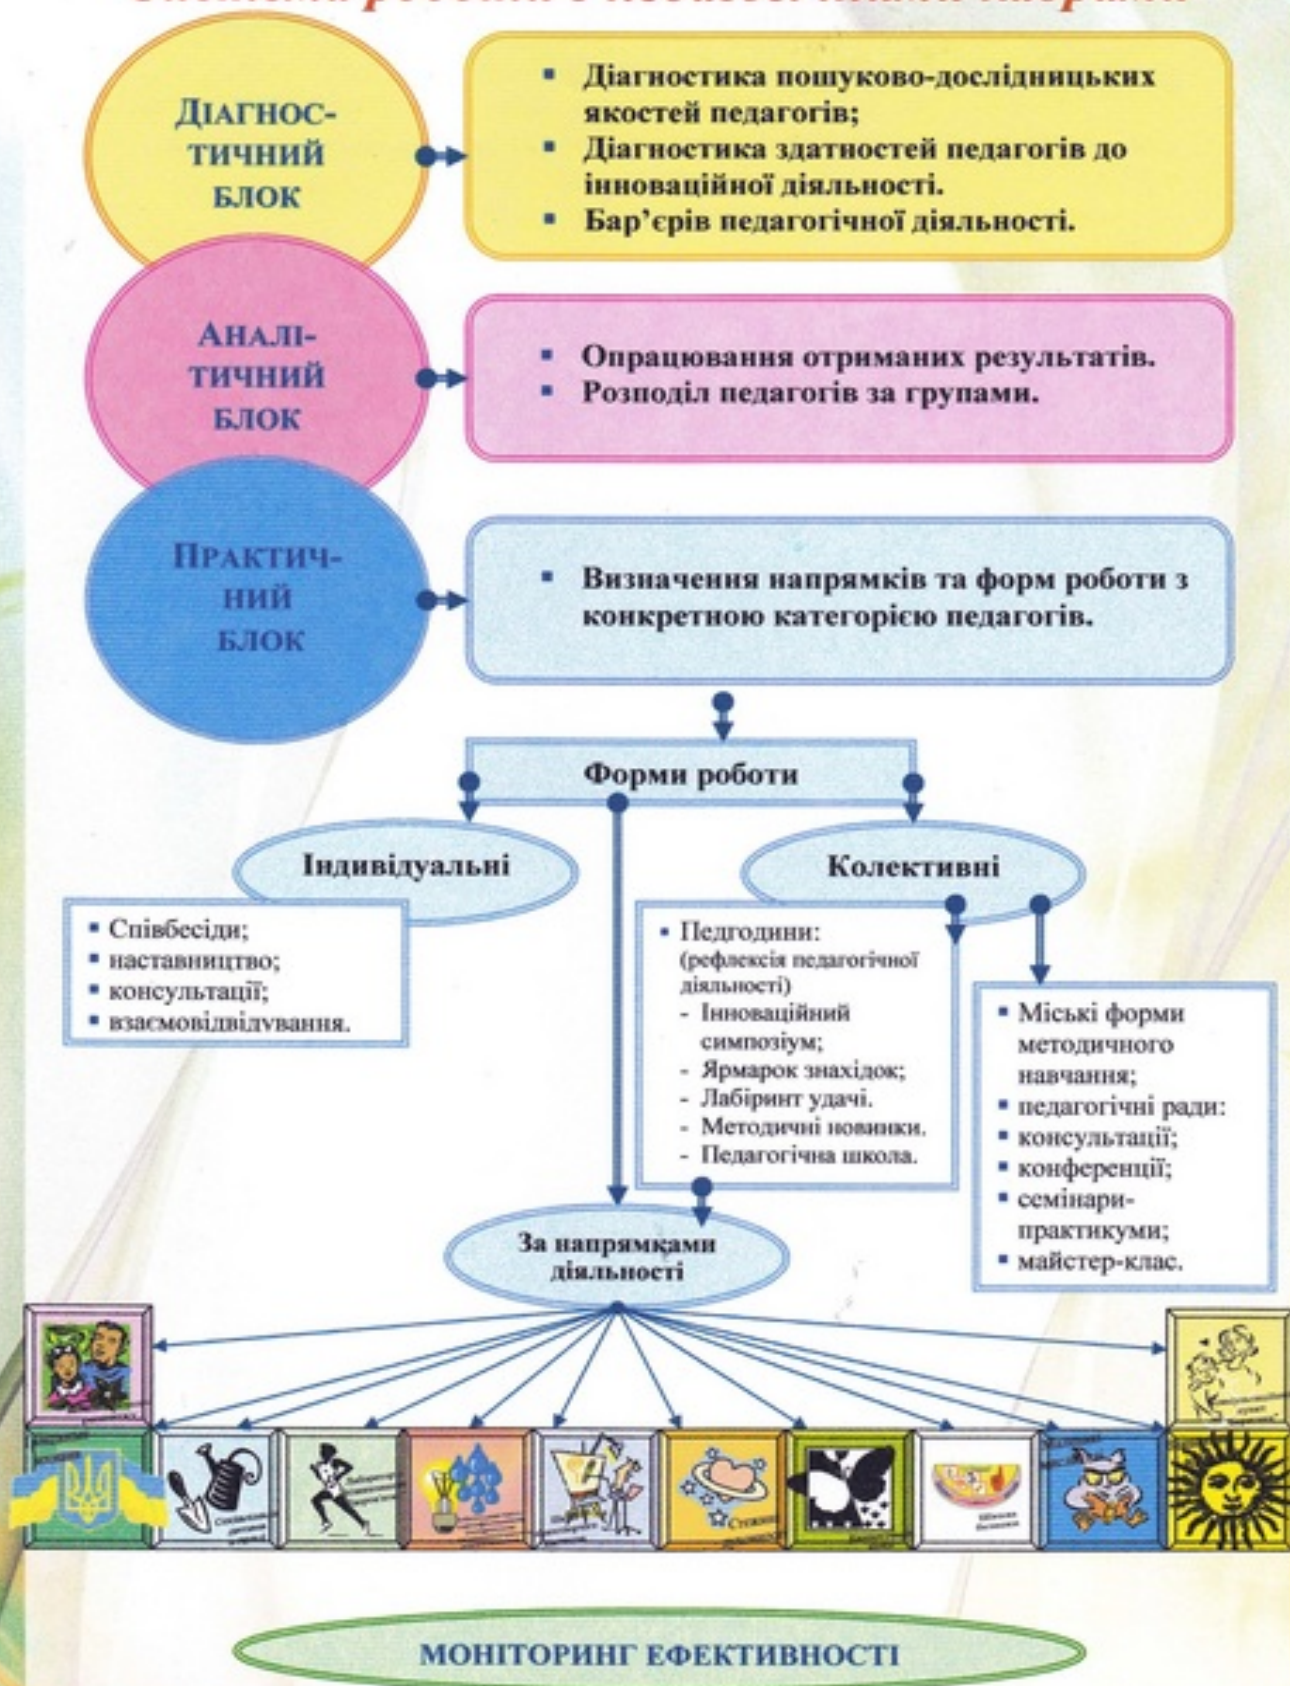 ДІАГНОС-
ТИЧНИЙ
БЛОК
▪ Діагностика пошуково-дослідницьких
якостей педагогів;
▪ Діагностика здатностей педагогів до
інноваційної діяльності.
▪ Бар’єрів педагогічної діяльності.
АНАЛІ-
ТИЧНИЙ
БЛОК
▪ Опрацювання отриманих результатів.
▪ Розподіл педагогів за групами.
ПРАКТИЧ-
НИЙ
БЛОК
▪ Визначення напрямків та форм роботи з
конкретною категорією педагогів.
Форми роботи
Індивідуальні
Колективні
▪ Співбесіди;
▪ наставництво;
▪ консультації;
▪ взаємовідвідування.
▪ Педгодини:
(рефлексія педагогічної
діяльності)
- Інноваційний
симпозіум;
- Ярмарок знахідок;
- Лабіринт удачі.
- Методичні новинки.
- Педагогічна школа.
▪ Міські форми
методичного
навчання;
▪ педагогічні ради:
▪ консультації;
▪ конференції;
▪ семінари-
практикуми;
▪ майстер-клас.
За напрямками
діяльності
МОНІТОРИНГ ЕФЕКТИВНОСТІ